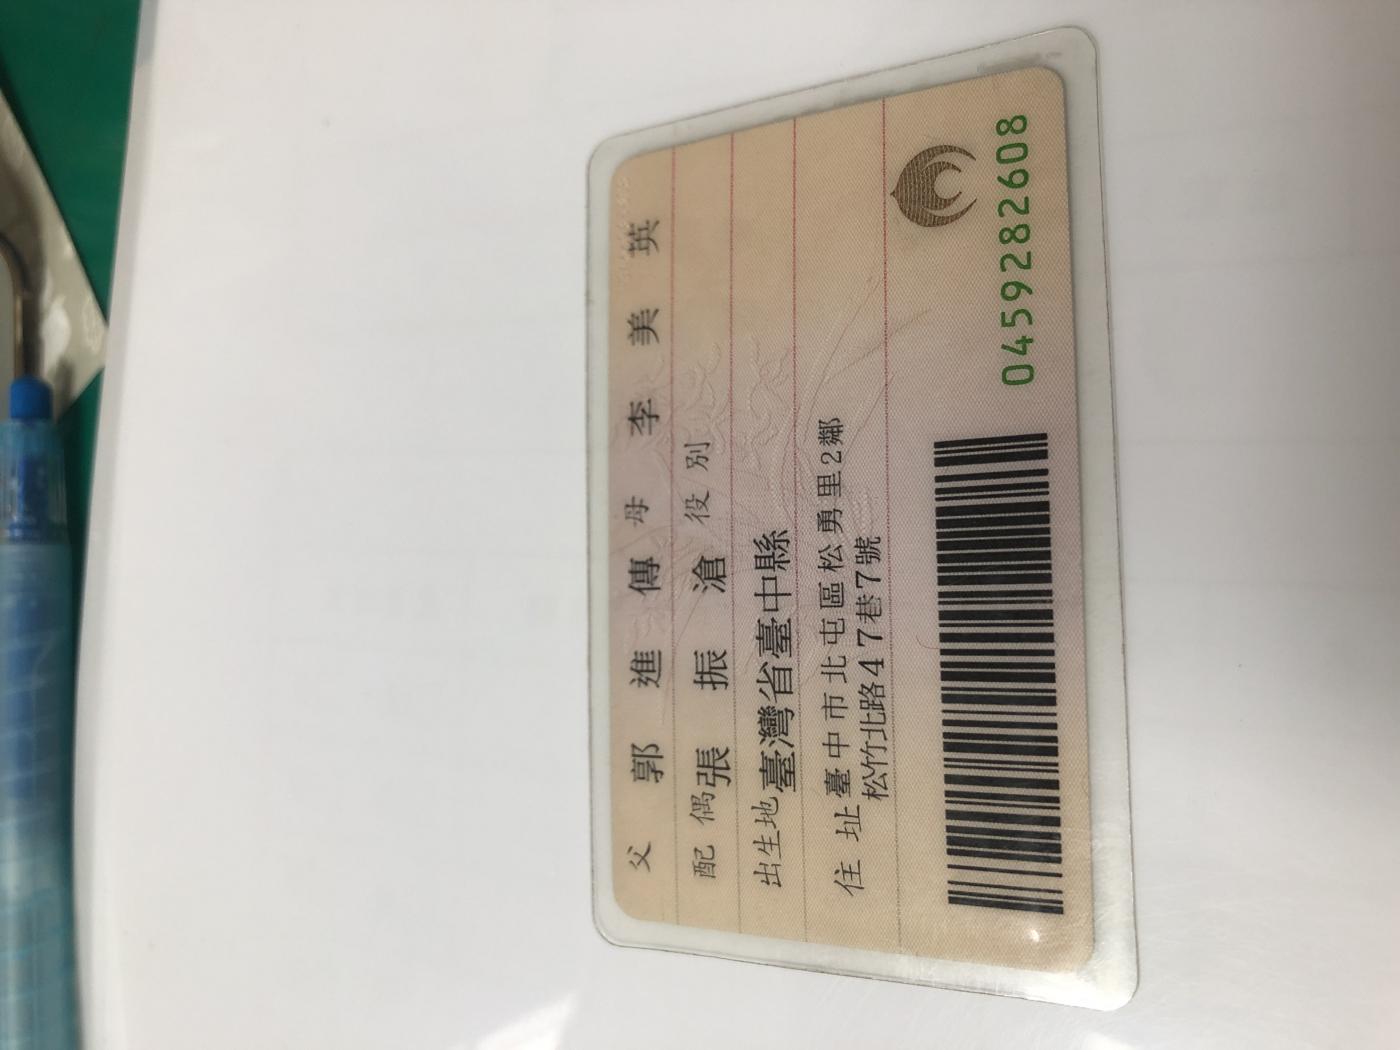 父 郭進傳 母 李美英
配偶 張振滄 役別
出生地 臺灣省臺中縣
住址 臺中市北屯區松勇里2鄰
松竹北路47巷7號
0459282608